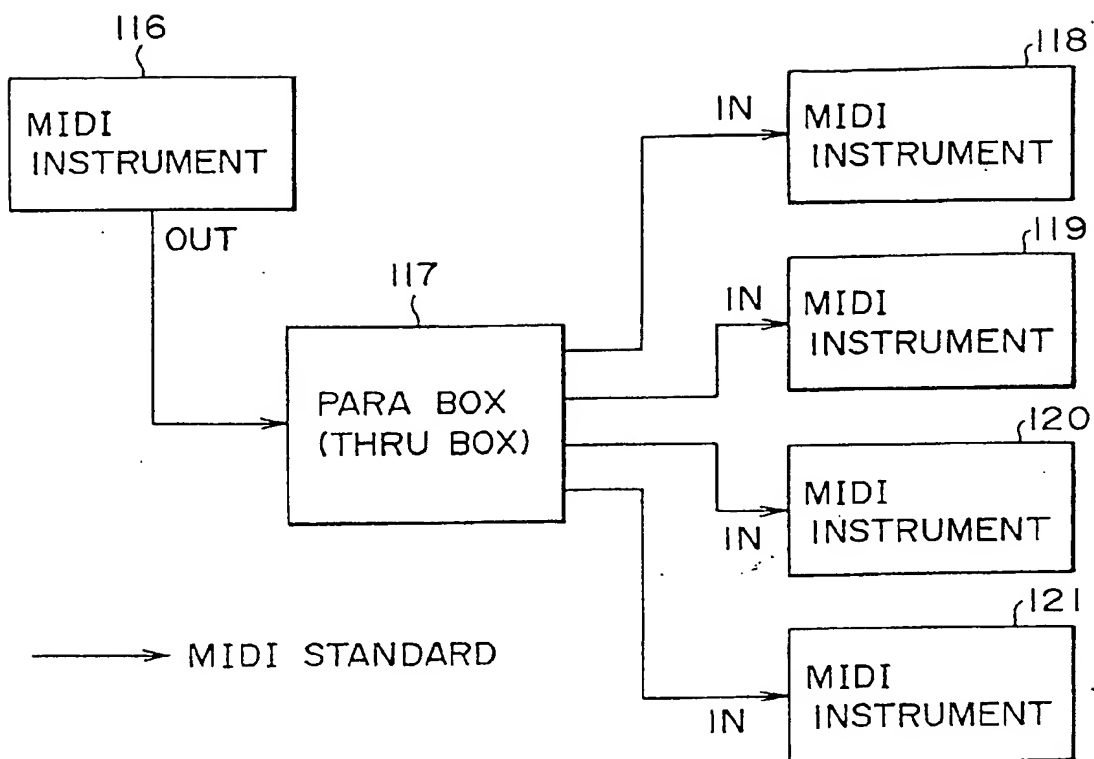 116
MIDI
INSTRUMENT
OUT
117
PARA BOX
(THRU BOX)
118
IN
MIDI
INSTRUMENT
119
IN
MIDI
INSTRUMENT
120
MIDI
INSTRUMENT
IN
121
MIDI
INSTRUMENT
IN
MIDI STANDARD